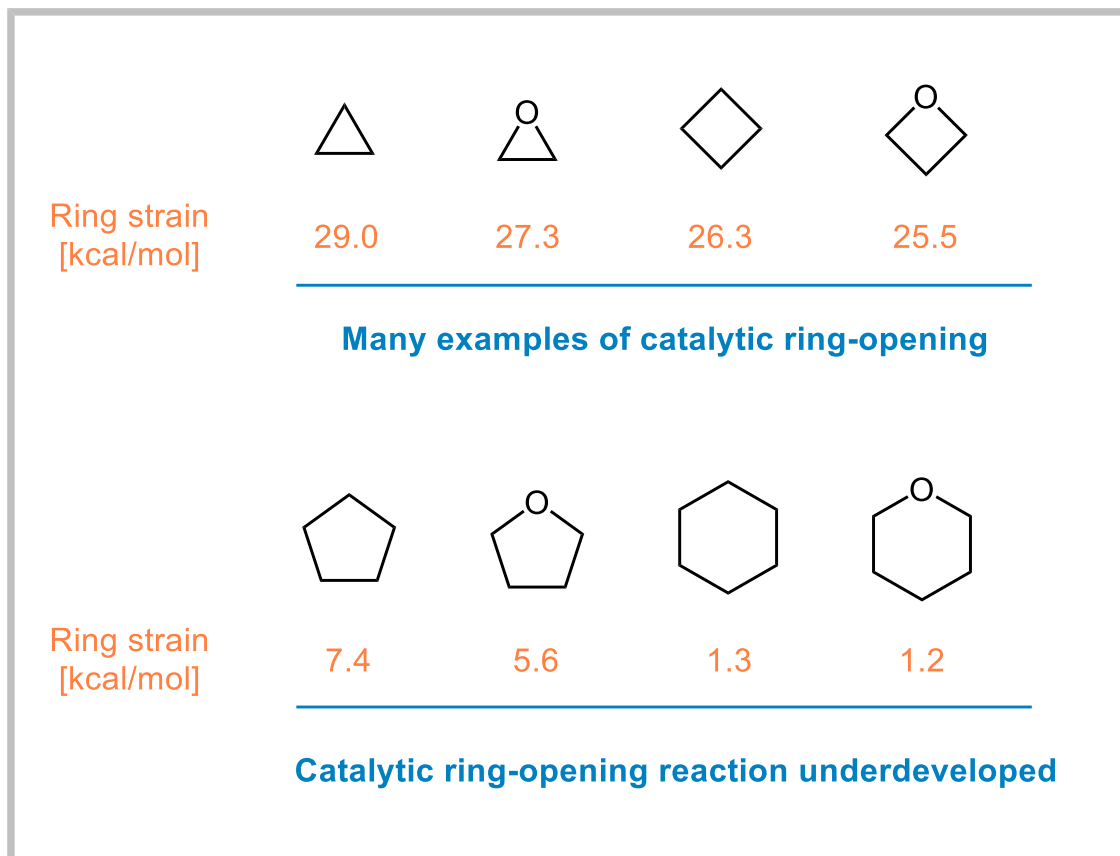 O
O
Ring strain
[kcal/mol]
29.0
27.3
26.3
25.5
Many examples of catalytic ring-opening
O
O
Ring strain
[kcal/mol]
7.4
5.6
1.3
1.2
Catalytic ring-opening reaction underdeveloped